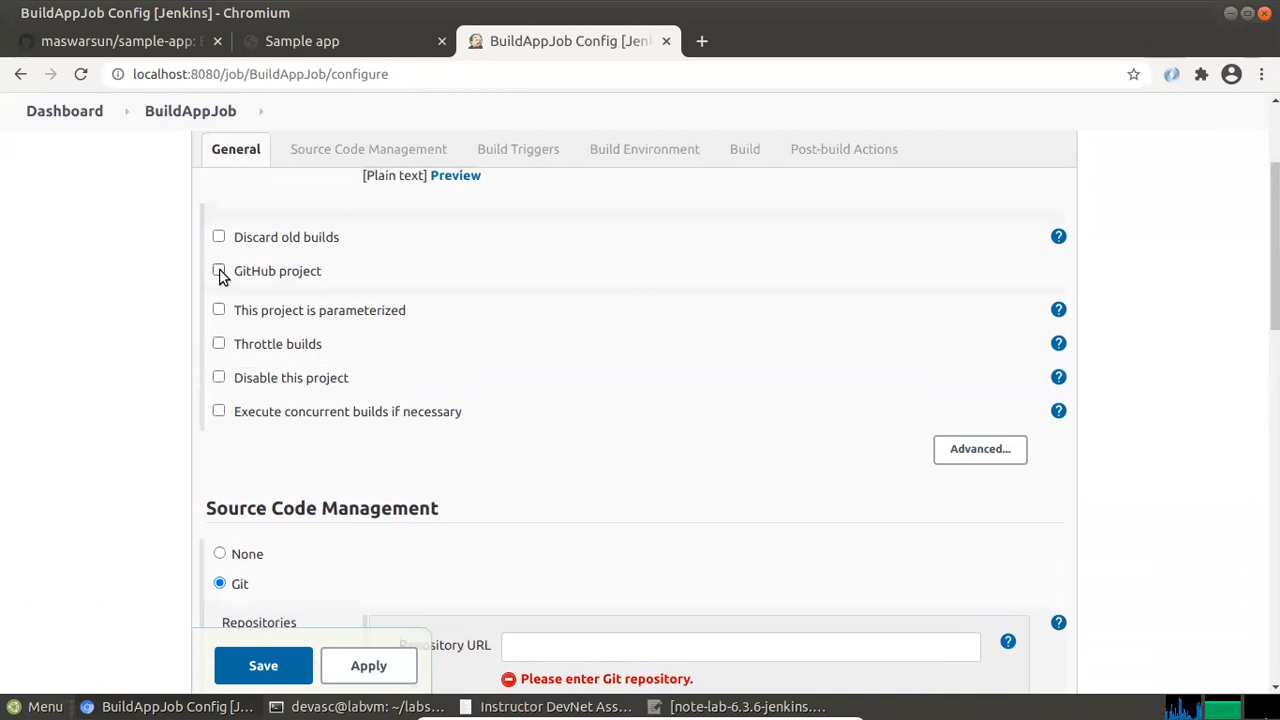 BuildAppJob Config [Jenkins] - Chromium
maswarsun/sample-app:
Sample app
BuildAppJob Config [Jen
localhost:8080/job/BuildAppJob/configure
Dashboard
BuildAppJob
General
Source Code Management
Build Triggers
Build Environment
Build
Post-build Actions
[Plain text] Preview
Discard old builds
GitHub project
This project is parameterized
Throttle builds
Disable this project
Execute concurrent builds if necessary
Advanced...
Source Code Management
None
Git
Repositories
Repository URL
Please enter Git repository.
Save
Apply
Menu
BuildAppJob Config [J...
devasc@labvm: ~/labs...
Instructor DevNet Ass...
[note-lab-6.3.6-jenkins....